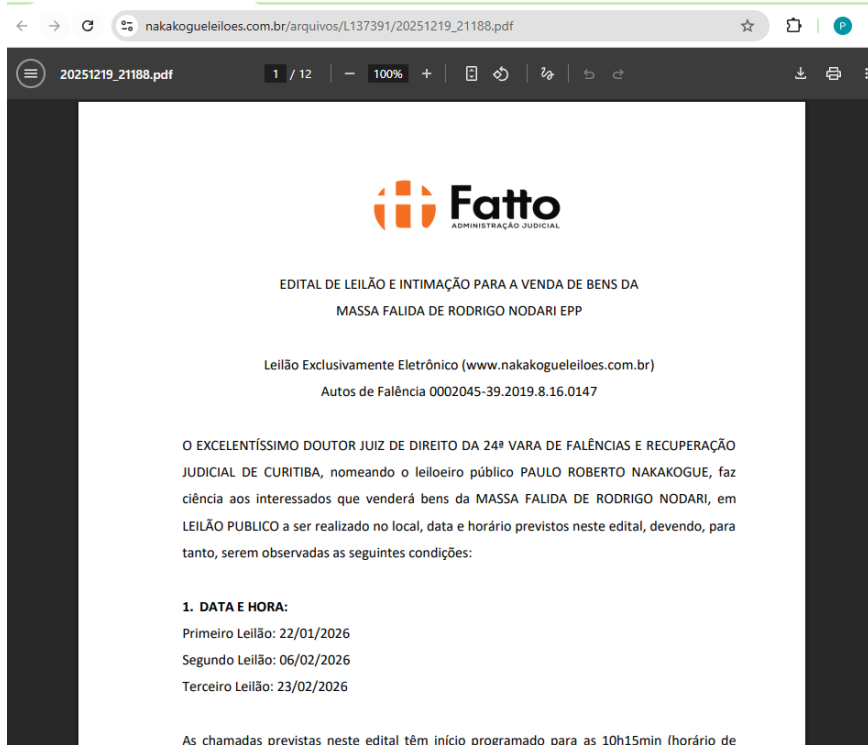 nakakogueleiloes.com.br/arquivos/L137391/20251219_21188.pdf
P
20251219_21188.pdf
1 / 12
100%
Fatto
ADMINISTRAÇÃO JUDICIAL
EDITAL DE LEILÃO E INTIMAÇÃO PARA A VENDA DE BENS DA
MASSA FALIDA DE RODRIGO NODARI EPP
Leilão Exclusivamente Eletrônico (www.nakakogueleiloes.com.br)
Autos de Falência 0002045-39.2019.8.16.0147
O EXCELENTÍSSIMO DOUTOR JUIZ DE DIREITO DA 24ª VARA DE FALÊNCIAS E RECUPERAÇÃO
JUDICIAL DE CURITIBA, nomeando o leiloeiro público PAULO ROBERTO NAKAKOGUE, faz
ciência aos interessados que venderá bens da MASSA FALIDA DE RODRIGO NODARI, em
LEILÃO PUBLICO a ser realizado no local, data e horário previstos neste edital, devendo, para
tanto, serem observadas as seguintes condições:
1. DATA E HORA:
Primeiro Leilão: 22/01/2026
Segundo Leilão: 06/02/2026
Terceiro Leilão: 23/02/2026
As chamadas previstas neste edital têm início programado para as 10h15min (horário de